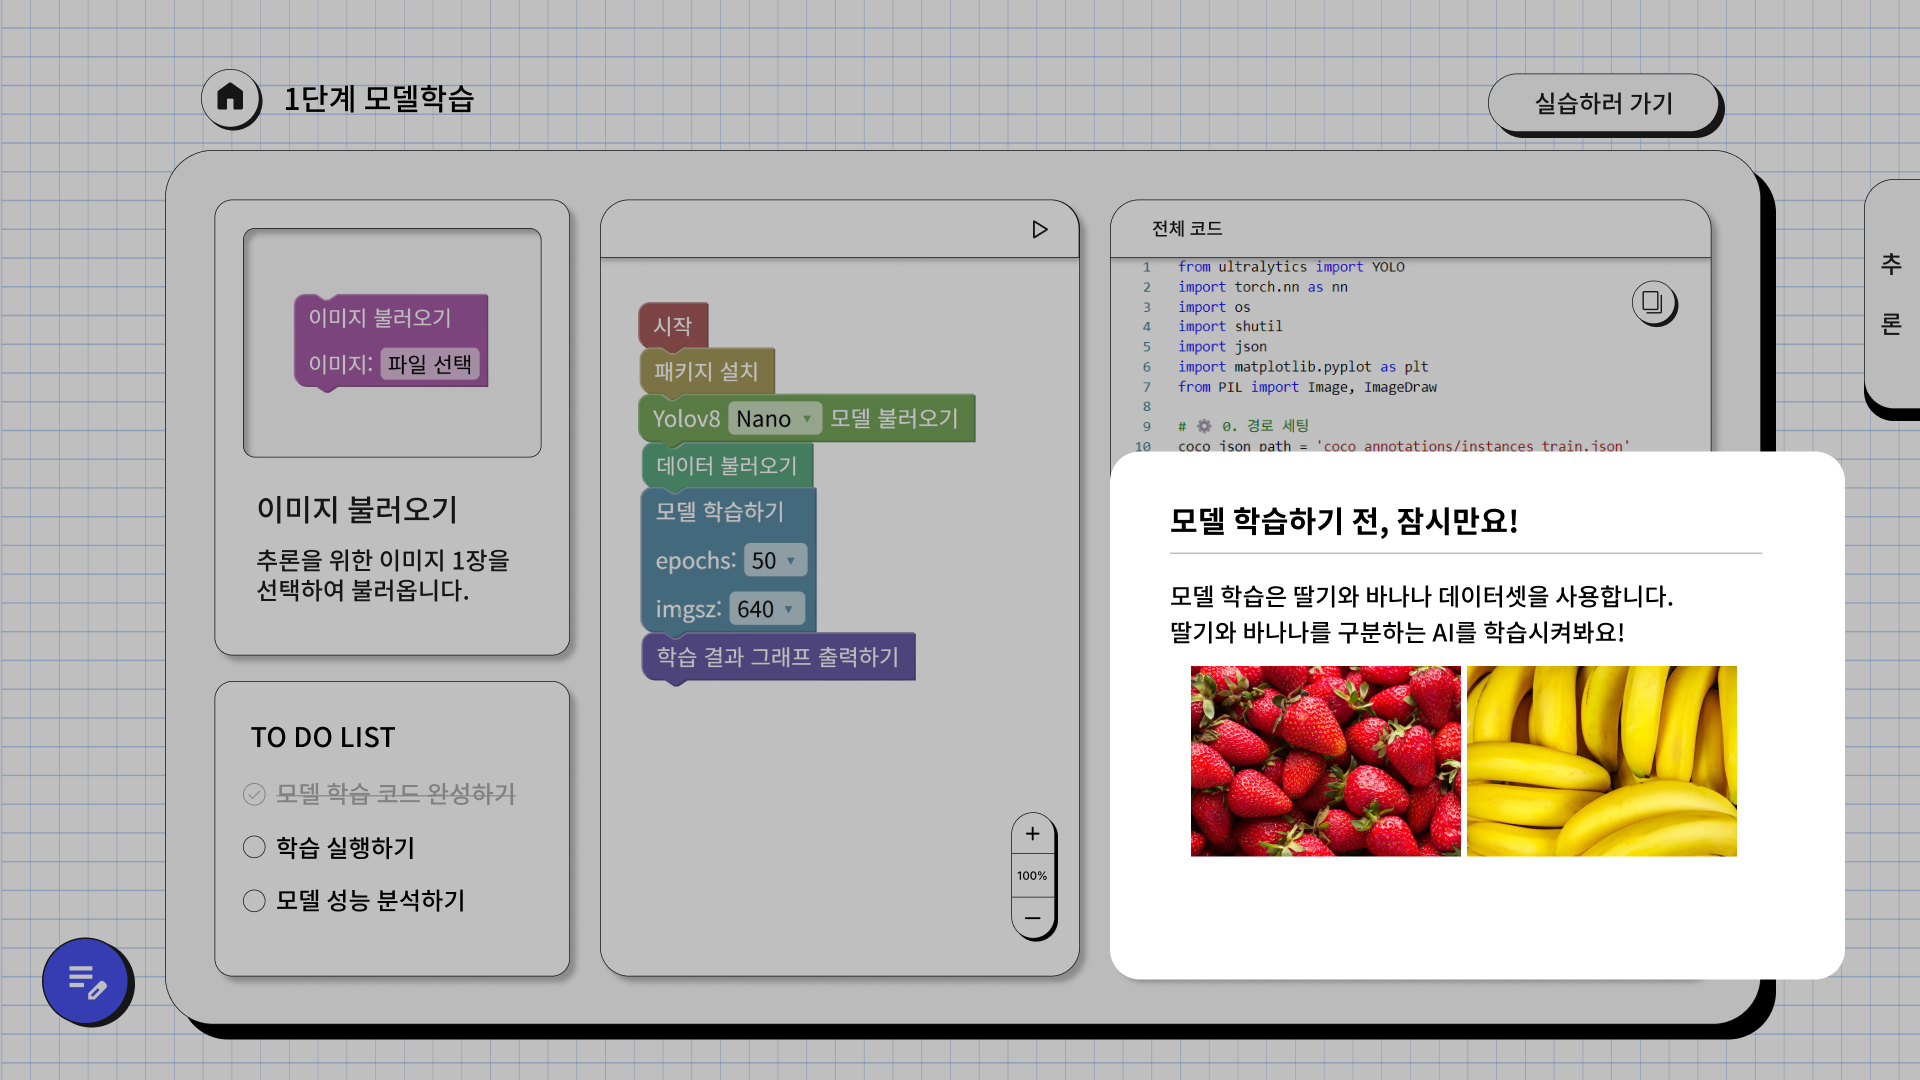 1단계 모델학습
실습하러 가기
이미지 불러오기
이미지: 파일 선택
이미지 불러오기
추론을 위한 이미지 1장을
선택하여 불러옵니다.
TO DO LIST
모델 학습 코드 완성하기
학습 실행하기
모델 성능 분석하기
시작
패키지 설치
Yolov8 Nano 모델 불러오기
데이터 불러오기
모델 학습하기
epochs: 50
imgsz: 640
학습 결과 그래프 출력하기
100%
전체 코드
1 from ultralytics import YOLO
2 import torch.nn as nn
3 import os
4 import shutil
5 import json
6 import matplotlib.pyplot as plt
7 from PIL import Image, ImageDraw
8
9 # ⚙ 0. 경로 세팅
10 coco_json_path = 'coco_annotations/instances_train.json'
추
론
모델 학습하기 전, 잠시만요!
모델 학습은 딸기와 바나나 데이터셋을 사용합니다.
딸기와 바나나를 구분하는 AI를 학습시켜봐요!